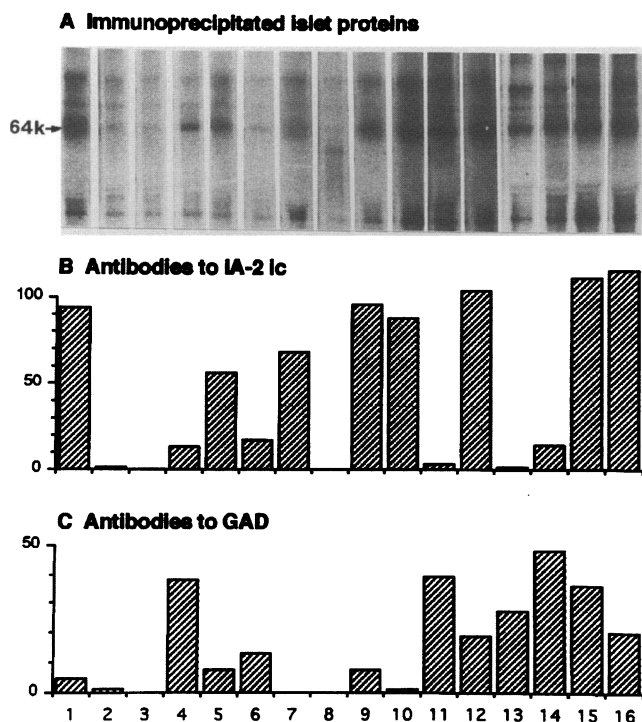 A Immunoprecipitated islet proteins
64k
B Antibodies to IA-2 ic
100
50
0
C Antibodies to GAD
50
0
1 2 3 4 5 6 7 8 9 10 11 12 13 14 15 16